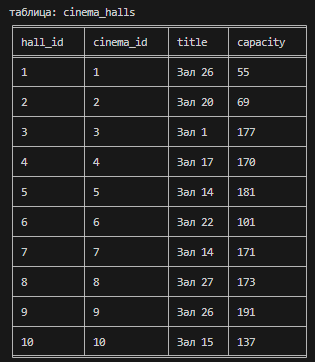 таблица: cinema_halls
hall_id cinema_id title capacity
1 1 Зал 26 55
2 2 Зал 20 69
3 3 Зал 1 177
4 4 Зал 17 170
5 5 Зал 14 181
6 6 Зал 22 101
7 7 Зал 14 171
8 8 Зал 27 173
9 9 Зал 26 191
10 10 Зал 15 137